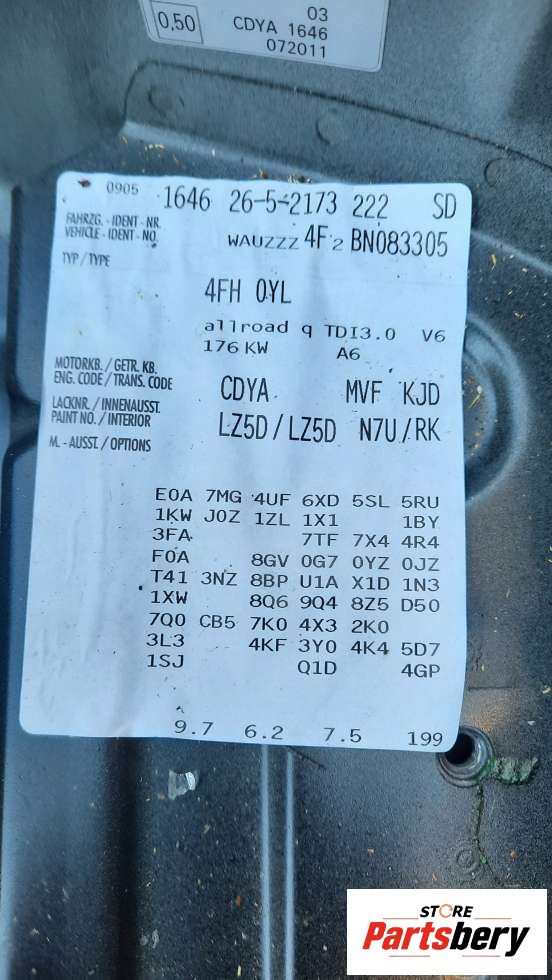 0,50
03
CDYA 1646
072011
0905 1646 26-5-2173 222 SD
FAHRZG.-IDENT-NR.
VEHICLE-IDENT-NO. WAUZZZ 4F2 BN083305
TYP / TYPE
4FH 0YL
allroad q TDI3.0 V6
176 KW A6
MOTORKB. / GETR. KB.
ENG. CODE / TRANS. CODE CDYA MVF KJD
LACKNR. / INNENAUSST.
PAINT NO. / INTERIOR LZ5D / LZ5D N7U / RK
M.-AUSST. / OPTIONS
E0A 7MG 4UF 6XD 5SL 5RU
1KW J0Z 1ZL 1X1 1BY
3FA 7TF 7X4 4R4
F0A 8GV 0G7 0YZ 0JZ
T41 3NZ 8BP U1A X1D 1N3
1XW 8Q6 9Q4 8Z5 D50
7Q0 CB5 7K0 4X3 2K0
3L3 4KF 3Y0 4K4 5D7
1SJ Q1D 4GP
9.7 6.2 7.5 199
STORE
Partsbery